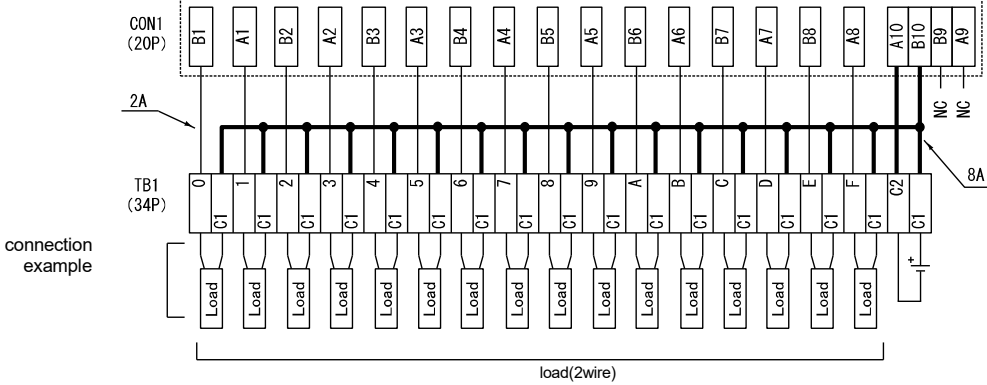 CON1
(20P)
B1 A1 B2 A2 B3 A3 B4 A4 B5 A5 B6 A6 B7 A7 B8 A8 A10 B10 B9 A9
NC NC
2A
8A
TB1
(34P)
0 C1 1 C1 2 C1 3 C1 4 C1 5 C1 6 C1 7 C1 8 C1 9 C1 A C1 B C1 C C1 D C1 E C1 F C1 C2 C1
connection
example
+
Load Load Load Load Load Load Load Load Load Load Load Load Load Load Load Load
load(2wire)